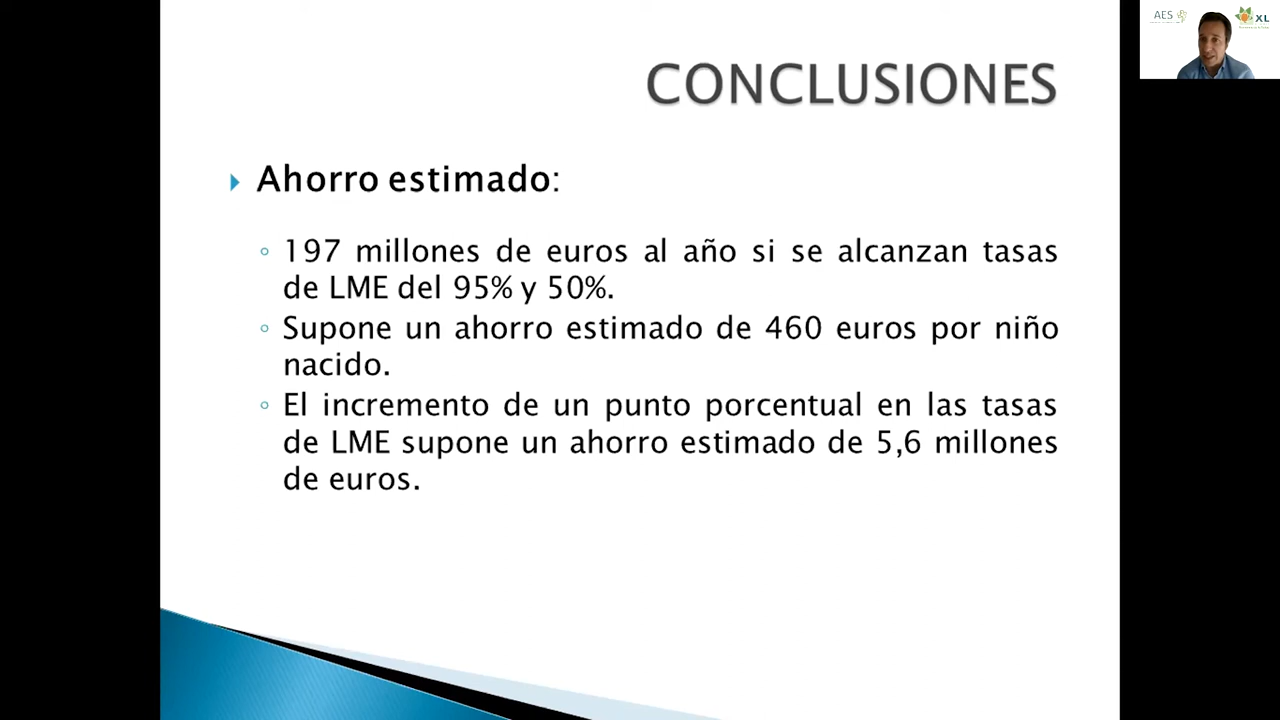 AES
XL
CONCLUSIONES
Ahorro estimado:
197 millones de euros al año si se alcanzan tasas
de LME del 95% y 50%.
Supone un ahorro estimado de 460 euros por niño
nacido.
El incremento de un punto porcentual en las tasas
de LME supone un ahorro estimado de 5,6 millones
de euros.